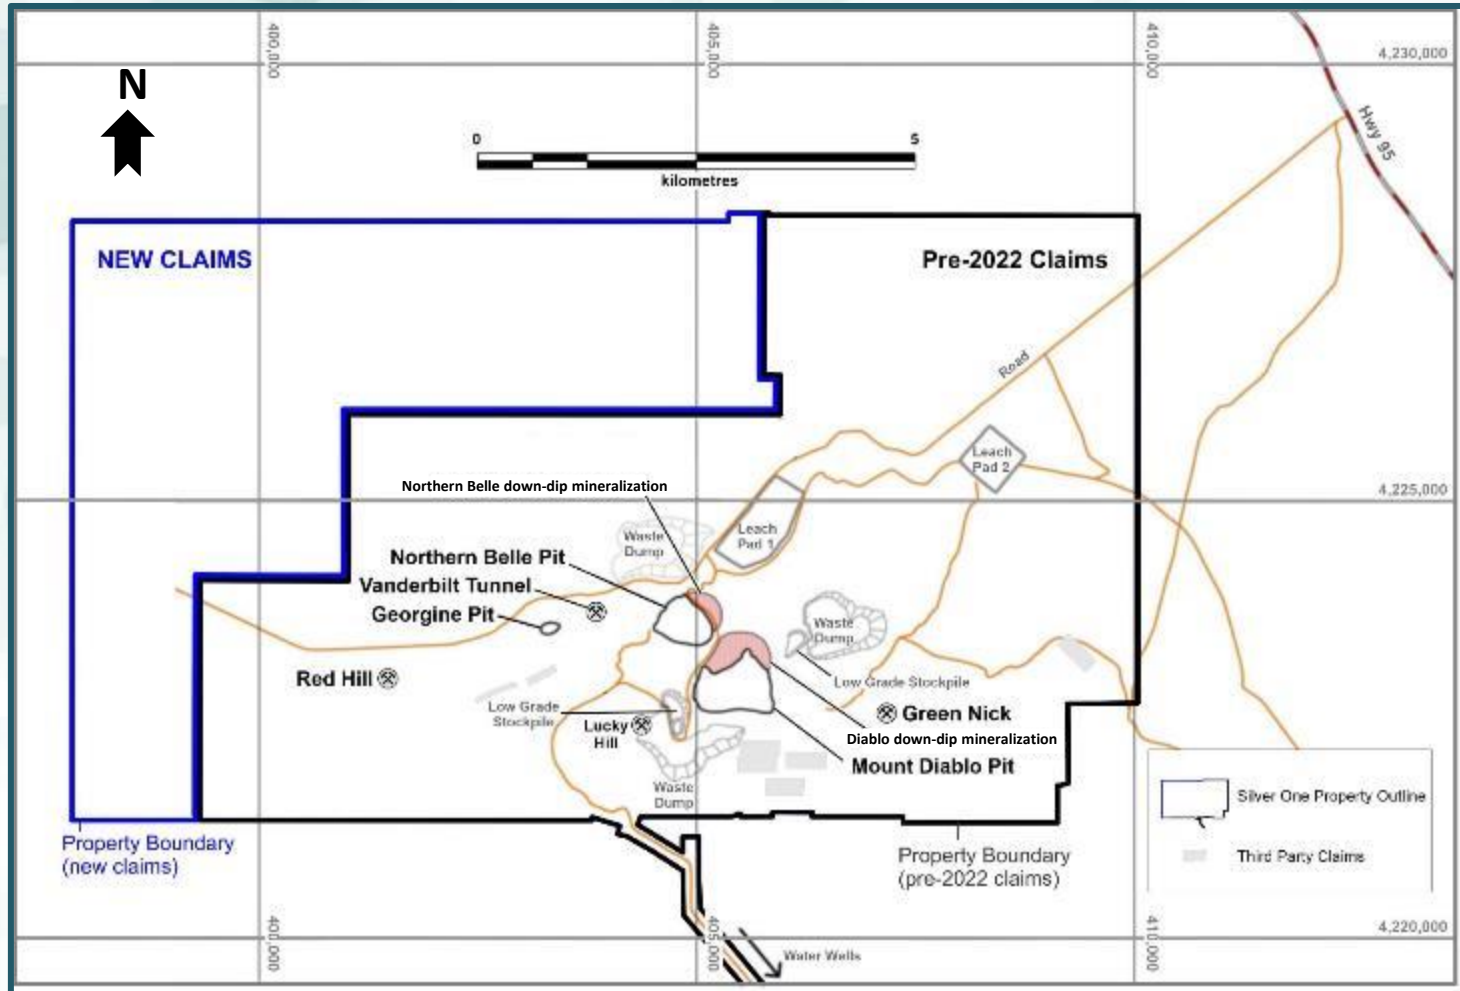 400,000
405,000
410,000
4,230,000
N
Hwy 95
0
5
kilometres
NEW CLAIMS
Pre-2022 Claims
Road
Leach
Pad 2
Northern Belle down-dip mineralization
4,225,000
Waste
Dump
Leach
Pad 1
Northern Belle Pit
Vanderbilt Tunnel
Georgine Pit
Waste
Dump
Red Hill
Low Grade Stockpile
Low Grade
Stockpile
Lucky
Hill
Green Nick
Diablo down-dip mineralization
Mount Diablo Pit
Waste
Dump
Silver One Property Outline
Property Boundary
(new claims)
Property Boundary
(pre-2022 claims)
Third Party Claims
400,000
405,000
410,000
4,220,000
Water Wells